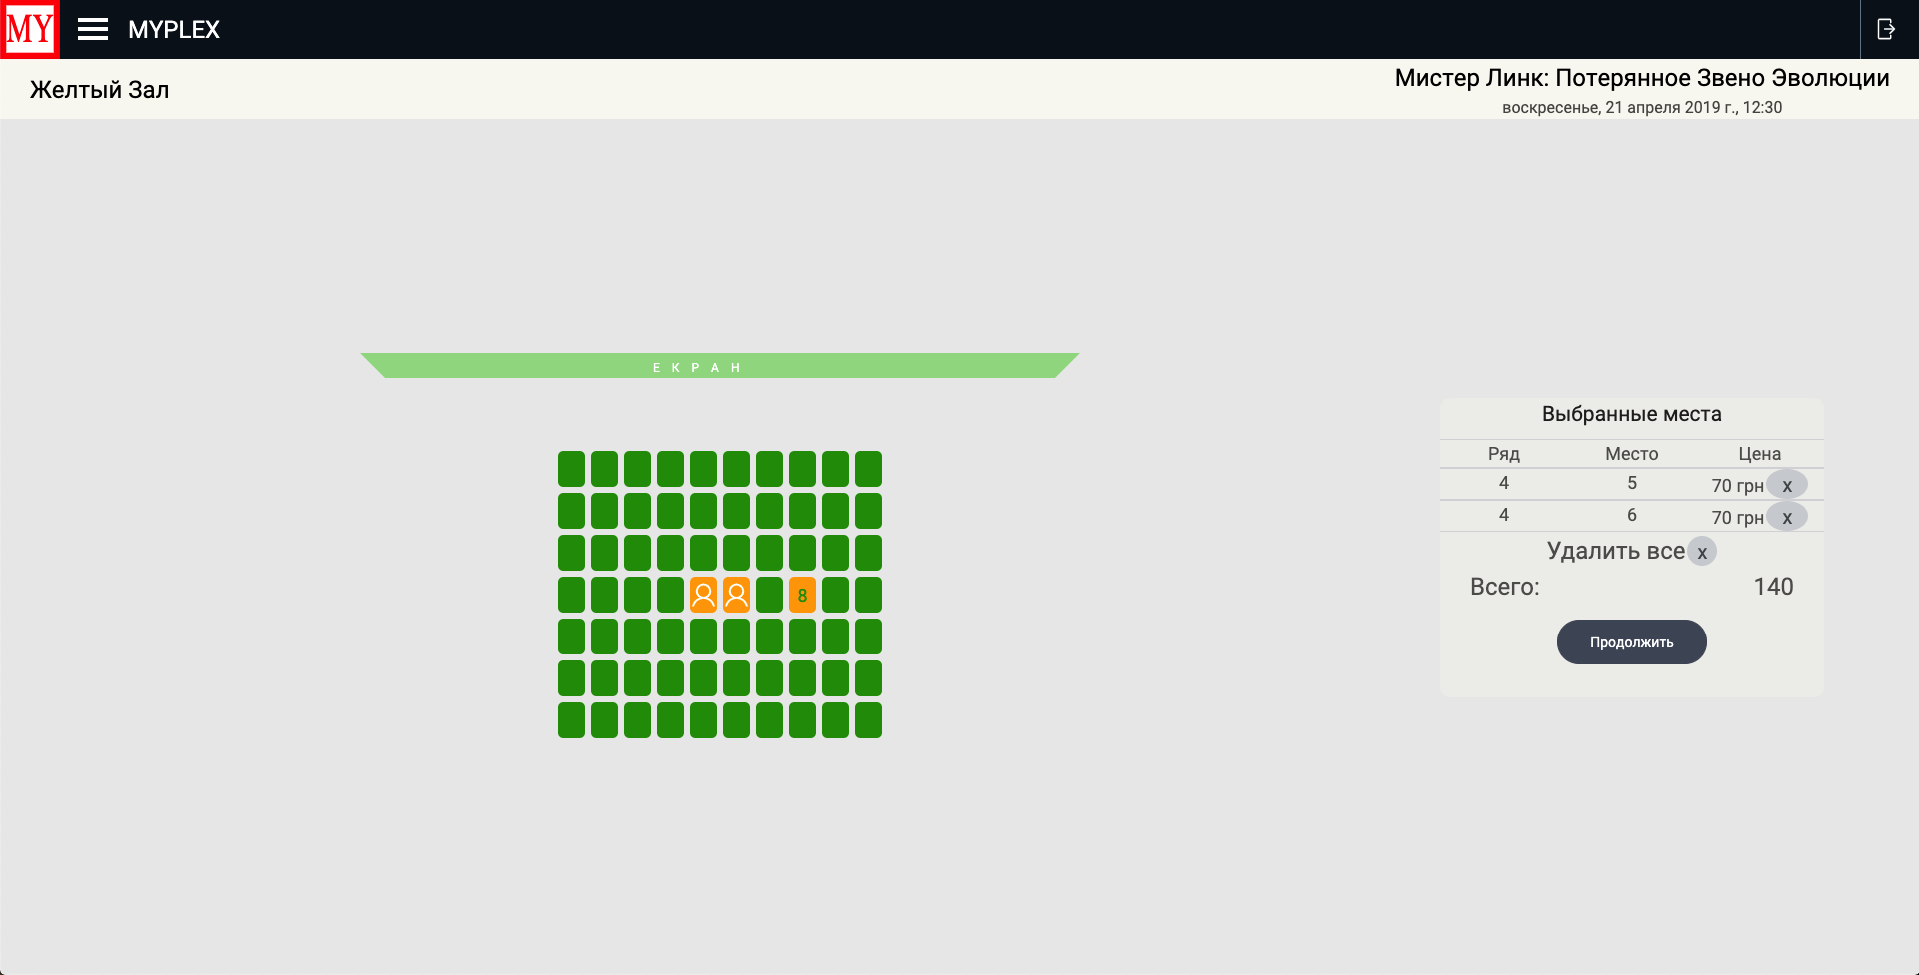 MY
MYPLEX
Желтый Зал
Мистер Линк: Потерянное Звено Эволюции
воскресенье, 21 апреля 2019 г., 12:30
ЕКРАН
8
Выбранные места
Ряд Место Цена
4 5 70 грн x
4 6 70 грн x
Удалить все x
Всего: 140
Продолжить